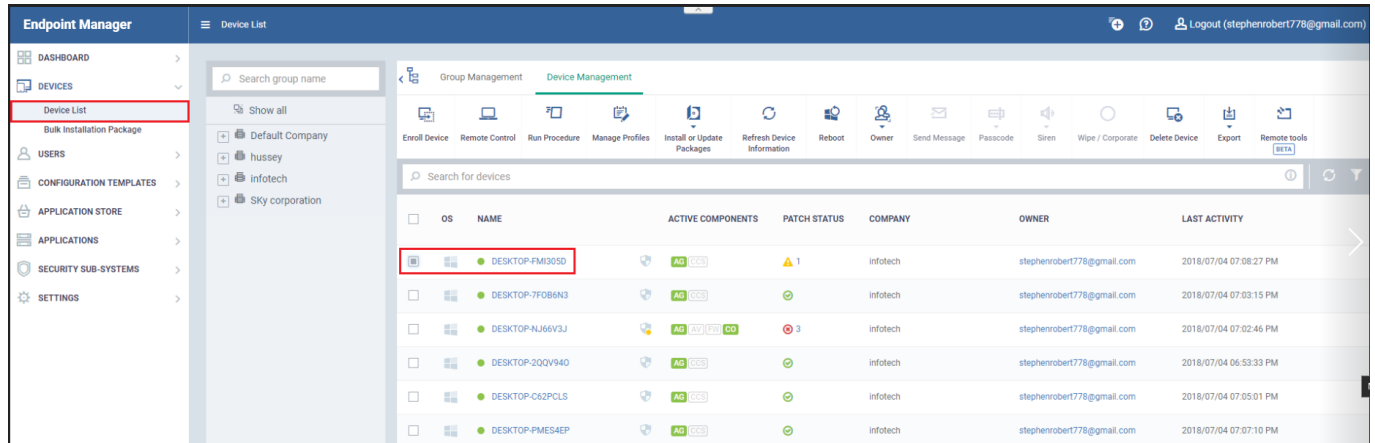 Endpoint Manager
Device List
Logout (stephenrobert778@gmail.com)
DASHBOARD
DEVICES
Device List
Bulk Installation Package
USERS
CONFIGURATION TEMPLATES
APPLICATION STORE
APPLICATIONS
SECURITY SUB-SYSTEMS
SETTINGS
Search group name
Show all
Default Company
hussey
infotech
SKy corporation
Group Management Device Management
Enroll Device Remote Control Run Procedure Manage Profiles Install or Update Packages Refresh Device Information Reboot Owner Send Message Passcode Siren Wipe / Corporate Delete Device Export Remote tools BETA
Search for devices
OS NAME ACTIVE COMPONENTS PATCH STATUS COMPANY OWNER LAST ACTIVITY
DESKTOP-FMI305D AG CCS 1 infotech stephenrobert778@gmail.com 2018/07/04 07:08:27 PM
DESKTOP-7FOB6N3 AG CCS infotech stephenrobert778@gmail.com 2018/07/04 07:03:15 PM
DESKTOP-NJ66V3J AG AV FW CO 3 infotech stephenrobert778@gmail.com 2018/07/04 07:02:46 PM
DESKTOP-2QQV94O AG CCS infotech stephenrobert778@gmail.com 2018/07/04 06:53:33 PM
DESKTOP-C62PCLS AG CCS infotech stephenrobert778@gmail.com 2018/07/04 07:05:01 PM
DESKTOP-PMES4EP AG CCS infotech stephenrobert778@gmail.com 2018/07/04 07:07:10 PM